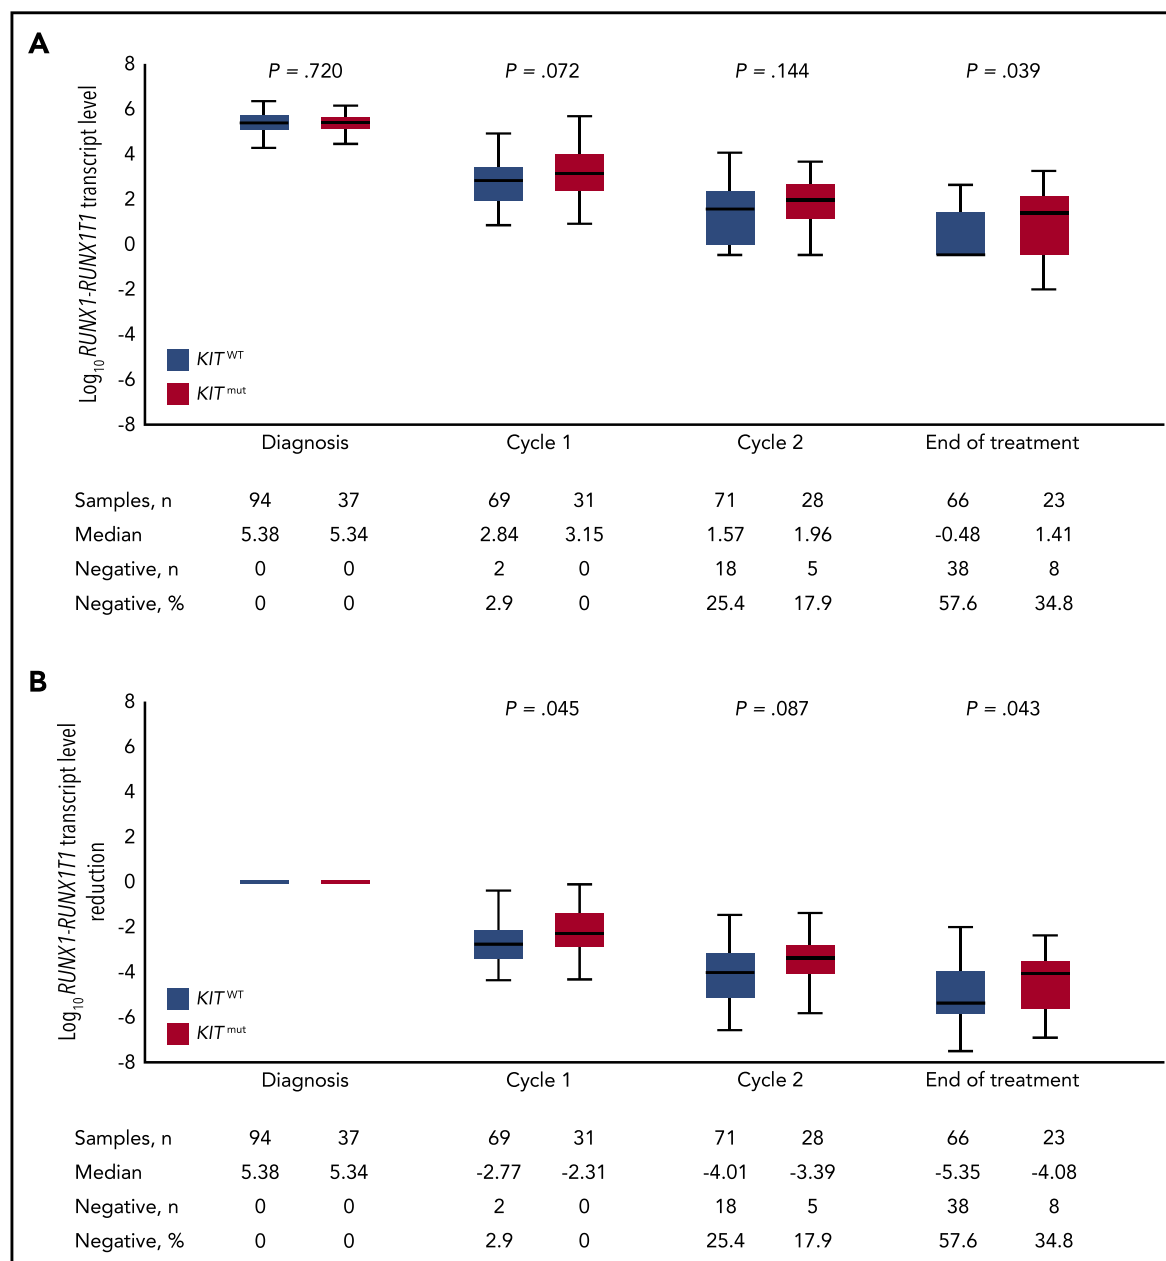 A
Log10 RUNX1-RUNX1T1 transcript level
8
6
4
2
0
-2
-4
-6
-8
P = .720 P = .072 P = .144 P = .039
KIT WT
KIT mut
Diagnosis Cycle 1 Cycle 2 End of treatment
Samples, n 94 37 69 31 71 28 66 23
Median 5.38 5.34 2.84 3.15 1.57 1.96 -0.48 1.41
Negative, n 0 0 2 0 18 5 38 8
Negative, % 0 0 2.9 0 25.4 17.9 57.6 34.8
B
Log10 RUNX1-RUNX1T1 transcript level
reduction
8
6
4
2
0
-2
-4
-6
-8
P = .045 P = .087 P = .043
KIT WT
KIT mut
Diagnosis Cycle 1 Cycle 2 End of treatment
Samples, n 94 37 69 31 71 28 66 23
Median 5.38 5.34 -2.77 -2.31 -4.01 -3.39 -5.35 -4.08
Negative, n 0 0 2 0 18 5 38 8
Negative, % 0 0 2.9 0 25.4 17.9 57.6 34.8